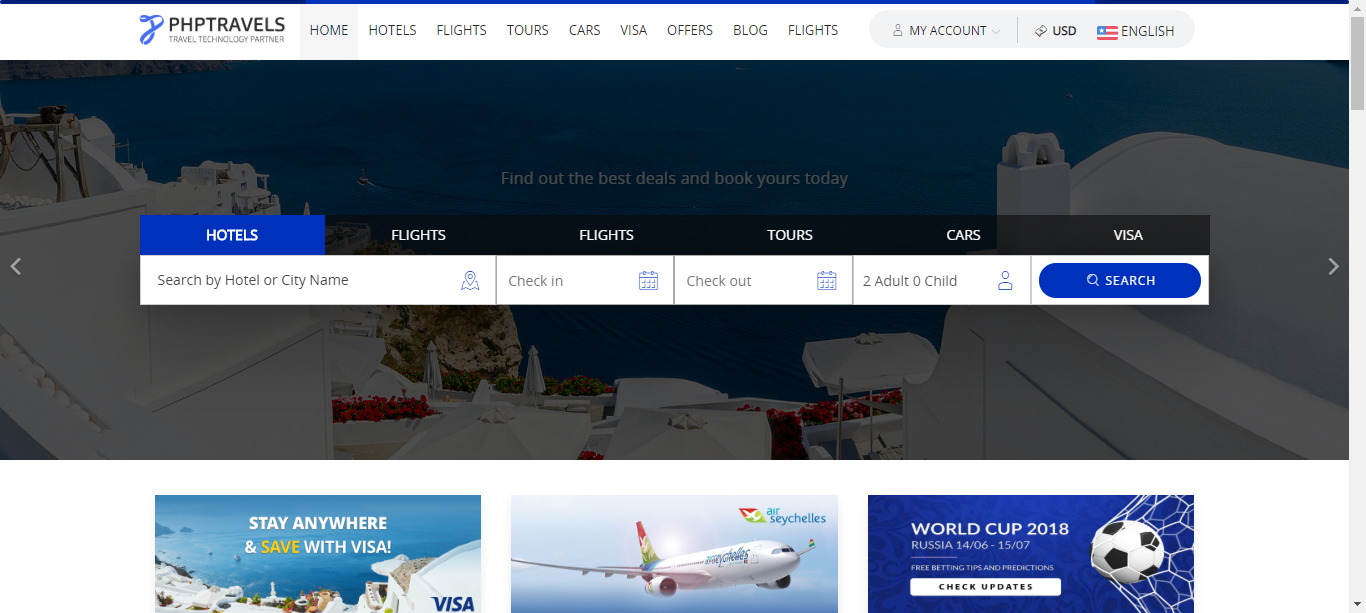 PHPTRAVELS
TRAVEL TECHNOLOGY PARTNER
HOME HOTELS FLIGHTS TOURS CARS VISA OFFERS BLOG FLIGHTS MY ACCOUNT USD ENGLISH
Find out the best deals and book yours today
HOTELS FLIGHTS FLIGHTS TOURS CARS VISA
Search by Hotel or City Name Check in Check out 2 Adult 0 Child SEARCH
STAY ANYWHERE
& SAVE WITH VISA!
VISA
air
seychelles
airseychelles
WORLD CUP 2018
RUSSIA 14/06 - 15/07
FREE BETTING TIPS AND PREDICTIONS
CHECK UPDATES